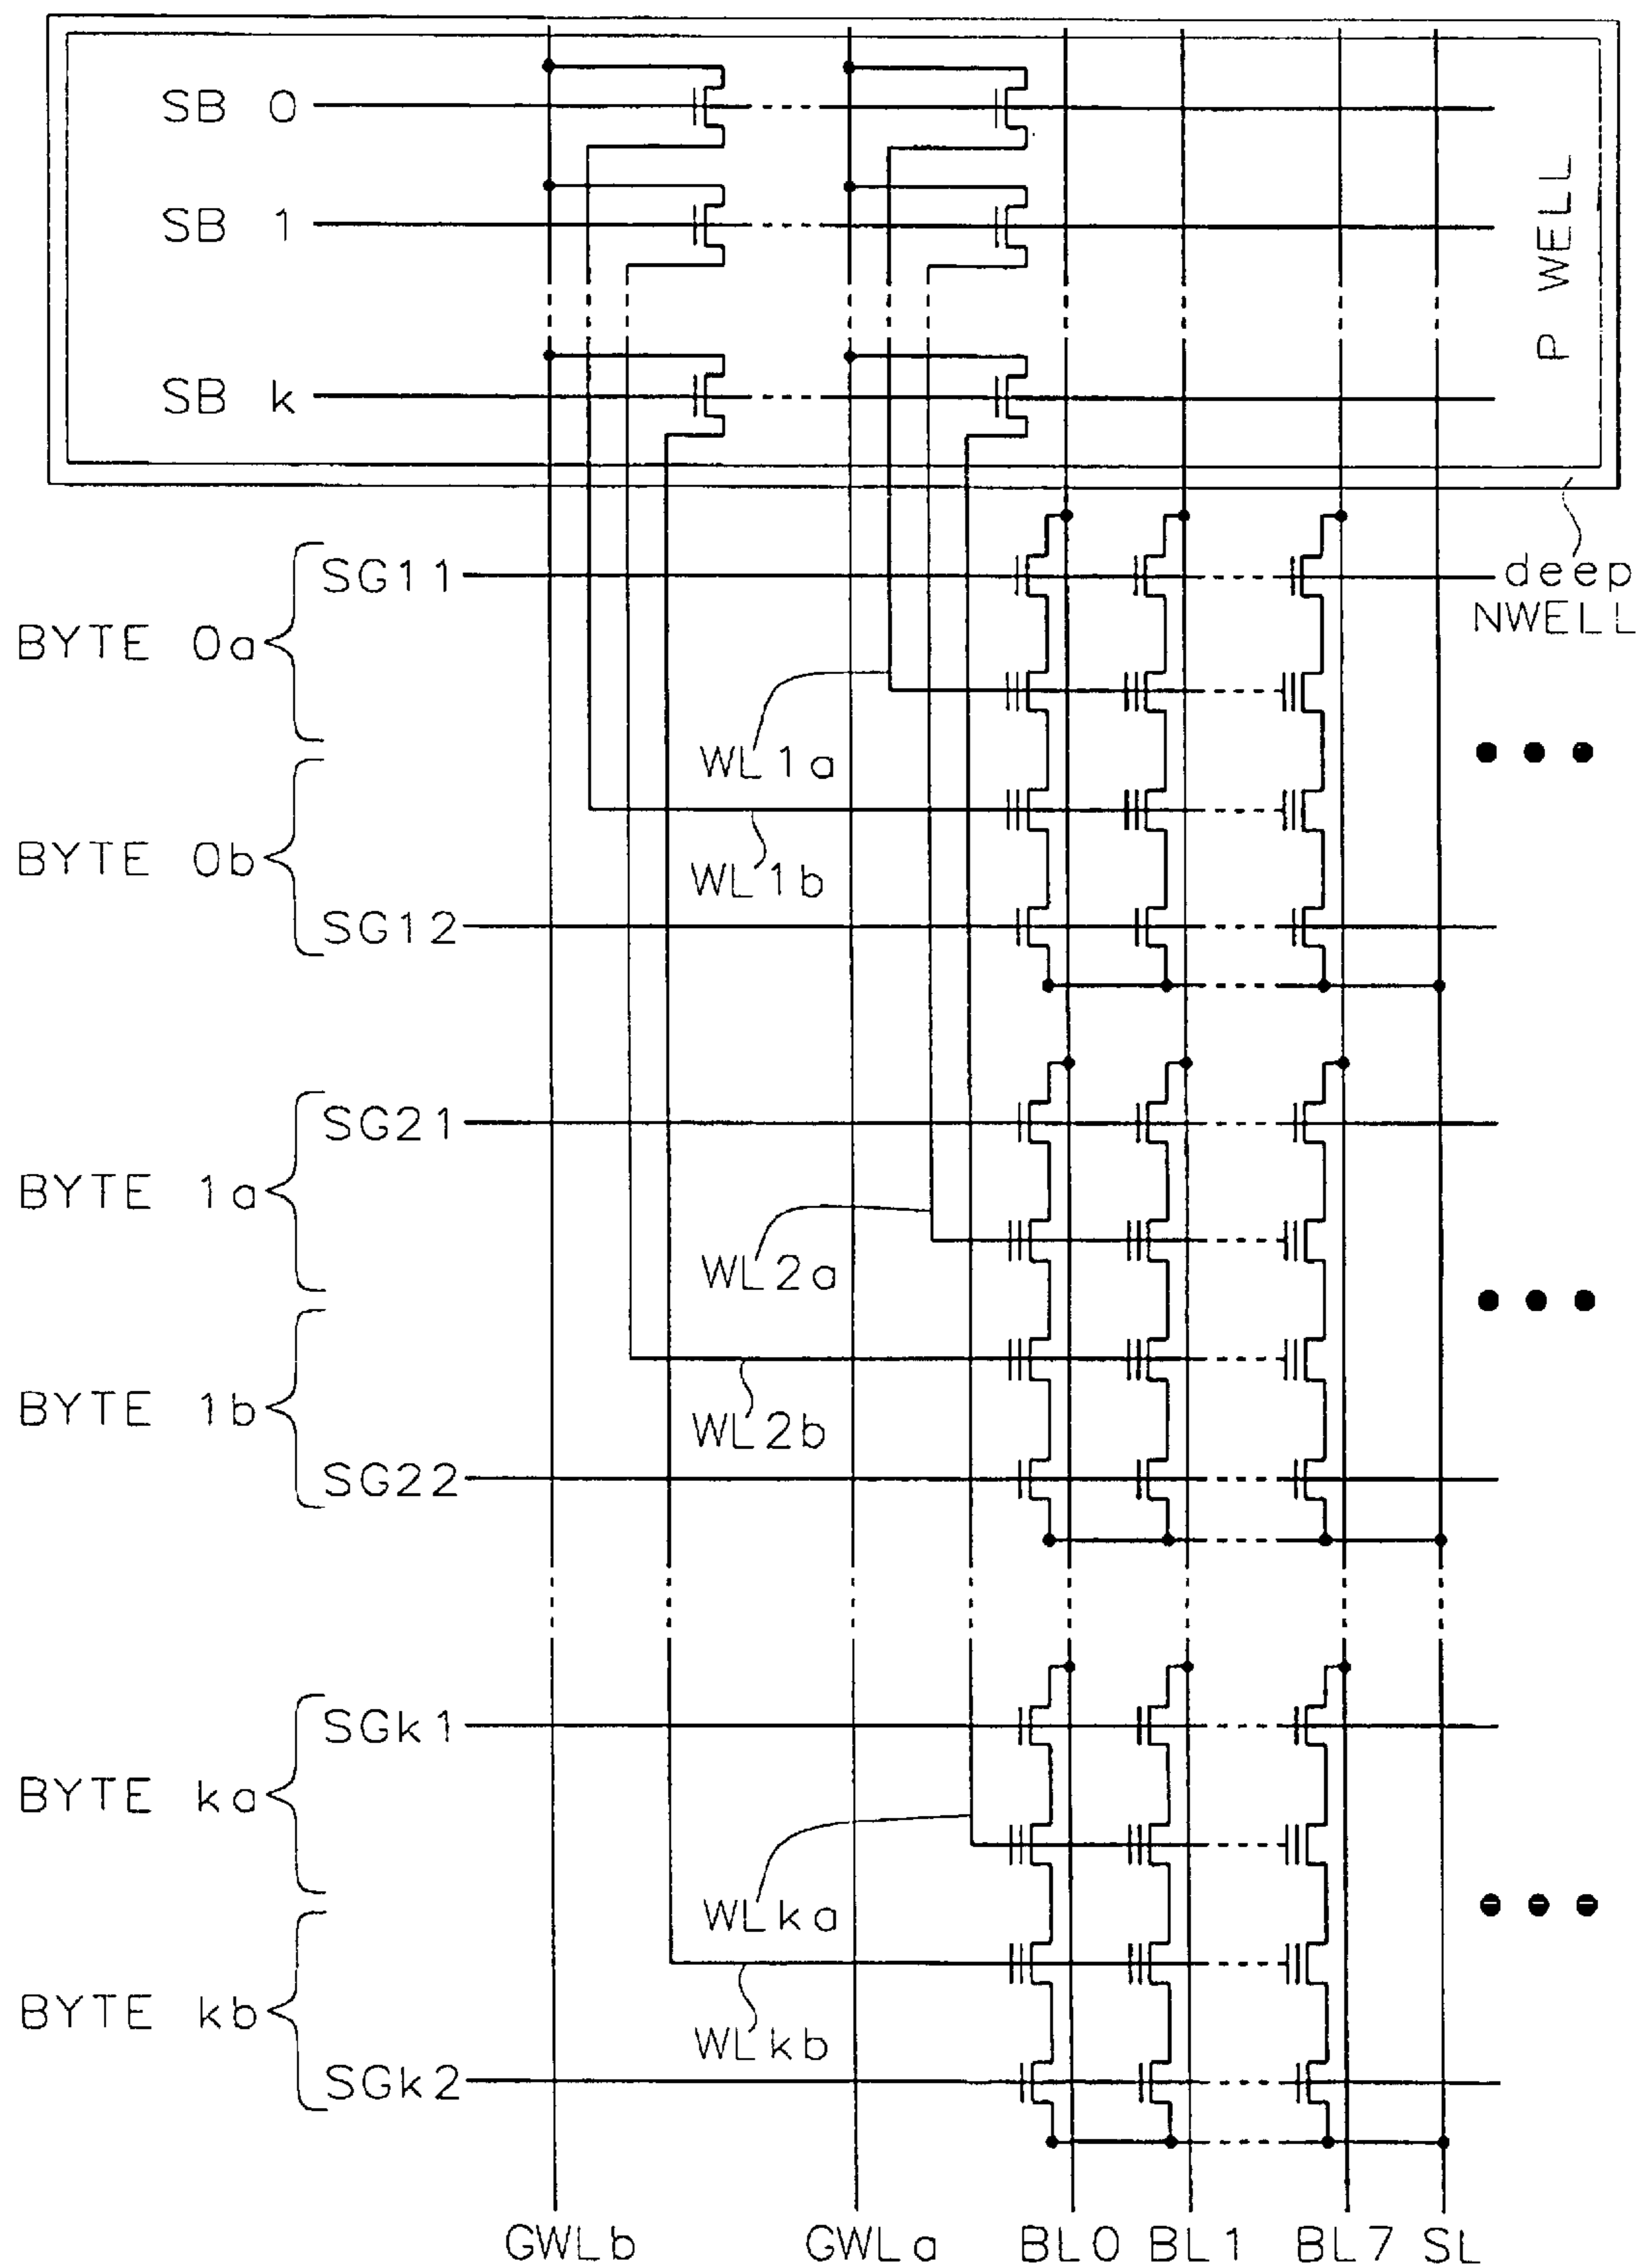 SB 0
SB 1
SB k
P WELL
deep
NWELL
SG11
BYTE 0a
WL1a
BYTE 0b
WL1b
SG12
SG21
BYTE 1a
WL2a
BYTE 1b
WL2b
SG22
SGk1
BYTE ka
WLka
BYTE kb
WLkb
SGk2
GWLb
GWLa
BL0
BL1
BL7
SL